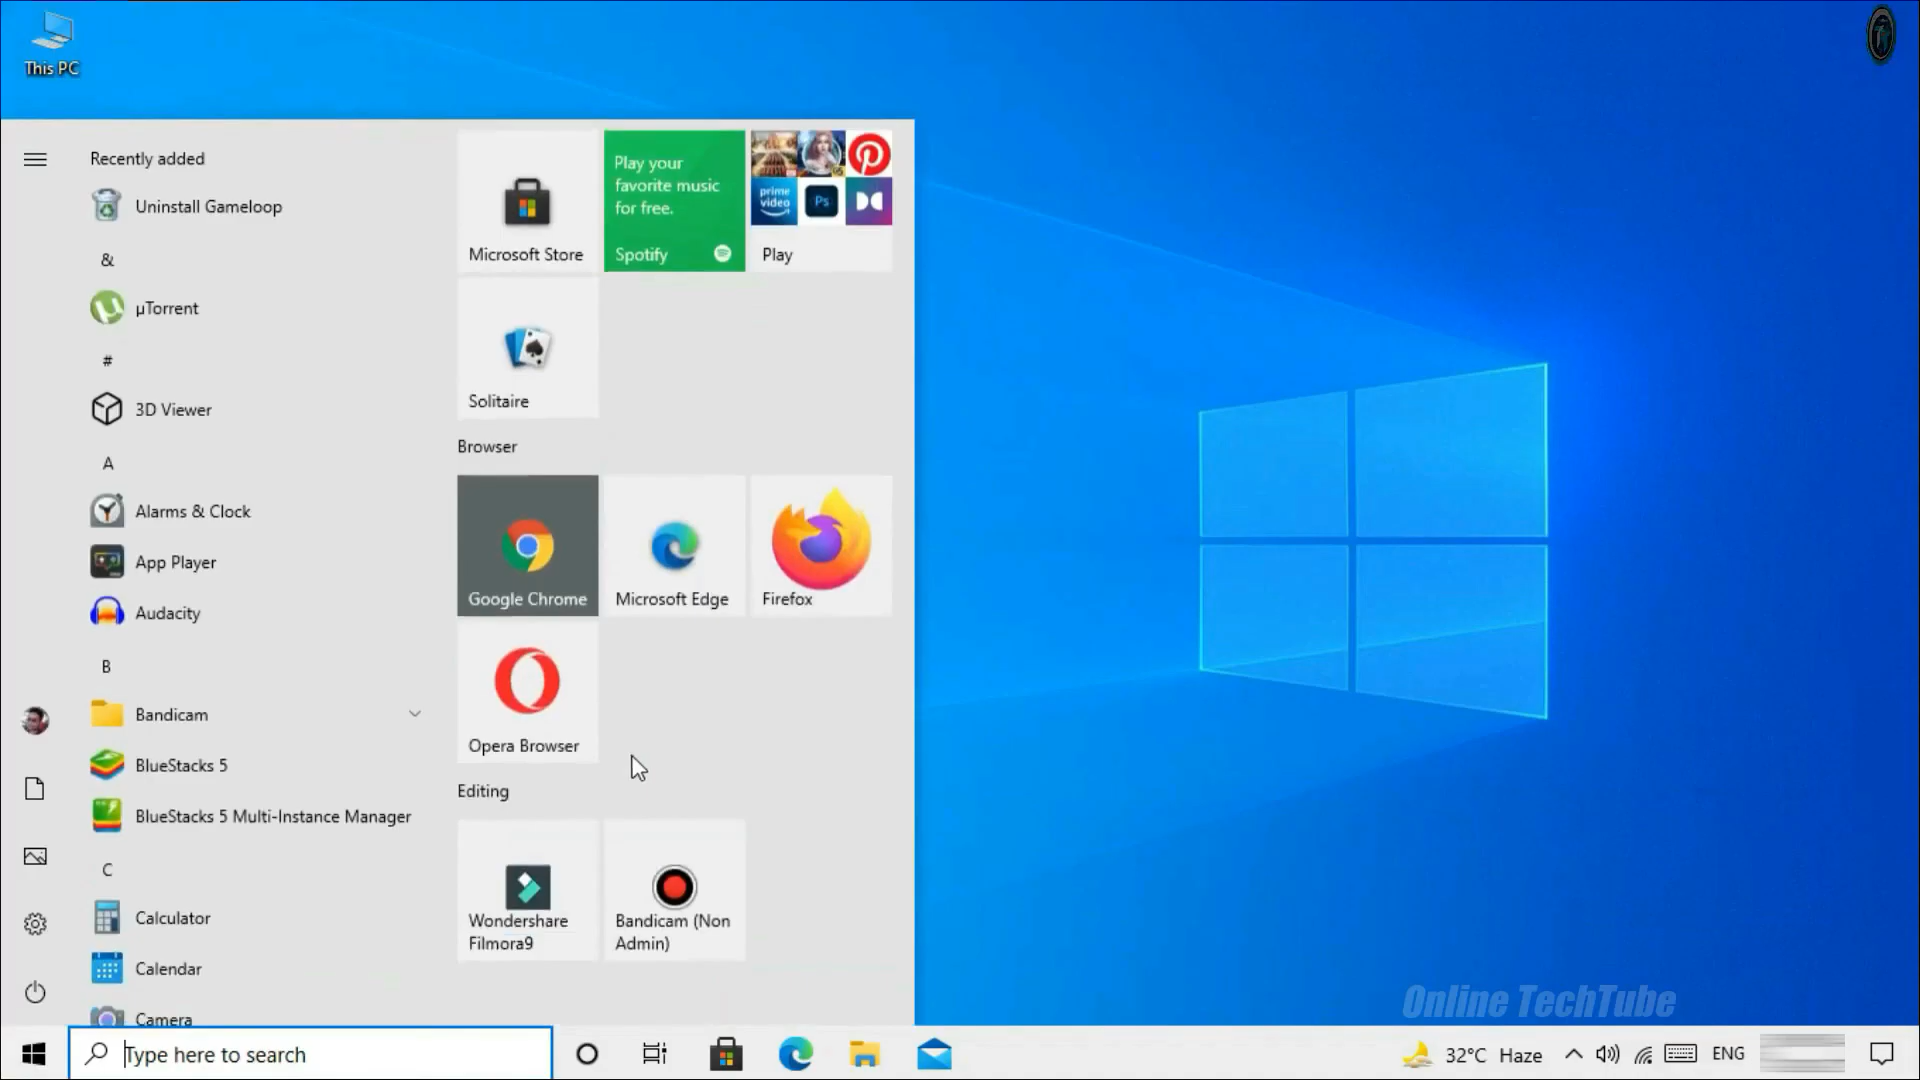 This PC
Recently added
Uninstall Gameloop
&
µTorrent
#
3D Viewer
A
Alarms & Clock
App Player
Audacity
B
Bandicam
BlueStacks 5
BlueStacks 5 Multi-Instance Manager
C
Calculator
Calendar
Camera
Microsoft Store
Play your
favorite music
for free.
Spotify
prime
video
Ps
Play
Solitaire
Browser
Google Chrome
Microsoft Edge
Firefox
Opera Browser
Editing
Wondershare
Filmora9
Bandicam (Non
Admin)
Online TechTube
Type here to search
32°C Haze
ENG